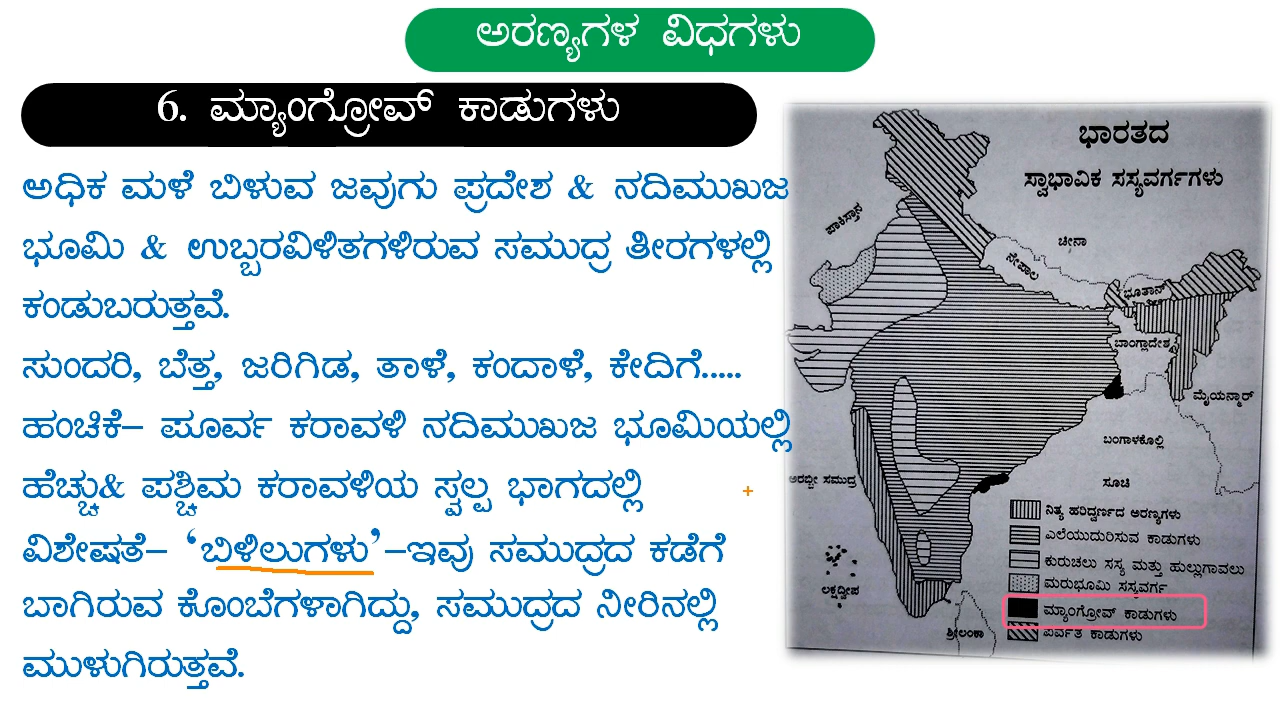 ಅರಣ್ಯಗಳ ವಿಧಗಳು
6. ಮ್ಯಾಂಗ್ರೋವ್ ಕಾಡುಗಳು
ಅಧಿಕ ಮಳೆ ಬಿಳುವ ಜವುಗು ಪ್ರದೇಶ & ನದಿಮುಖಜ
ಭೂಮಿ & ಉಬ್ಬರವಿಳಿತಗಳಿರುವ ಸಮುದ್ರ ತೀರಗಳಲ್ಲಿ
ಕಂಡುಬರುತ್ತವೆ.
ಸುಂದರಿ, ಬೆತ್ತ, ಜರಿಗಿಡ, ತಾಳೆ, ಕಂದಾಳೆ, ಕೇದಿಗೆ.....
ಹಂಚಿಕೆ– ಪೂರ್ವ ಕರಾವಳಿ ನದಿಮುಖಜ ಭೂಮಿಯಲ್ಲಿ
ಹೆಚ್ಚು& ಪಶ್ಚಿಮ ಕರಾವಳಿಯ ಸ್ವಲ್ಪ ಭಾಗದಲ್ಲಿ
ವಿಶೇಷತೆ– ‘ಬಿಳಿಲುಗಳು’–ಇವು ಸಮುದ್ರದ ಕಡೆಗೆ
ಬಾಗಿರುವ ಕೊಂಬೆಗಳಾಗಿದ್ದು, ಸಮುದ್ರದ ನೀರಿನಲ್ಲಿ
ಮುಳುಗಿರುತ್ತವೆ.
ಭಾರತದ
ಸ್ವಾಭಾವಿಕ ಸಸ್ಯವರ್ಗಗಳು
ಪಾಕಿಸ್ತಾನ
ಚೀನಾ
ನೇಪಾಲ
ಭೂತಾನ್
ಬಾಂಗ್ಲಾದೇಶ
ಮೈಯನ್ಮಾರ್
ಬಂಗಾಳಕೊಲ್ಲಿ
ಅರಬ್ಬೀ ಸಮುದ್ರ
ಲಕ್ಷದ್ವೀಪ
ಶ್ರೀಲಂಕಾ
ಸೂಚಿ
ನಿತ್ಯ ಹರಿದ್ವರ್ಣದ ಅರಣ್ಯಗಳು
ಎಲೆಯುದುರಿಸುವ ಕಾಡುಗಳು
ಕುರುಚಲು ಸಸ್ಯ ಮತ್ತು ಹುಲ್ಲುಗಾವಲು
ಮರುಭೂಮಿ ಸಸ್ಯವರ್ಗ
ಮ್ಯಾಂಗ್ರೋವ್ ಕಾಡುಗಳು
ಪರ್ವತ ಕಾಡುಗಳು